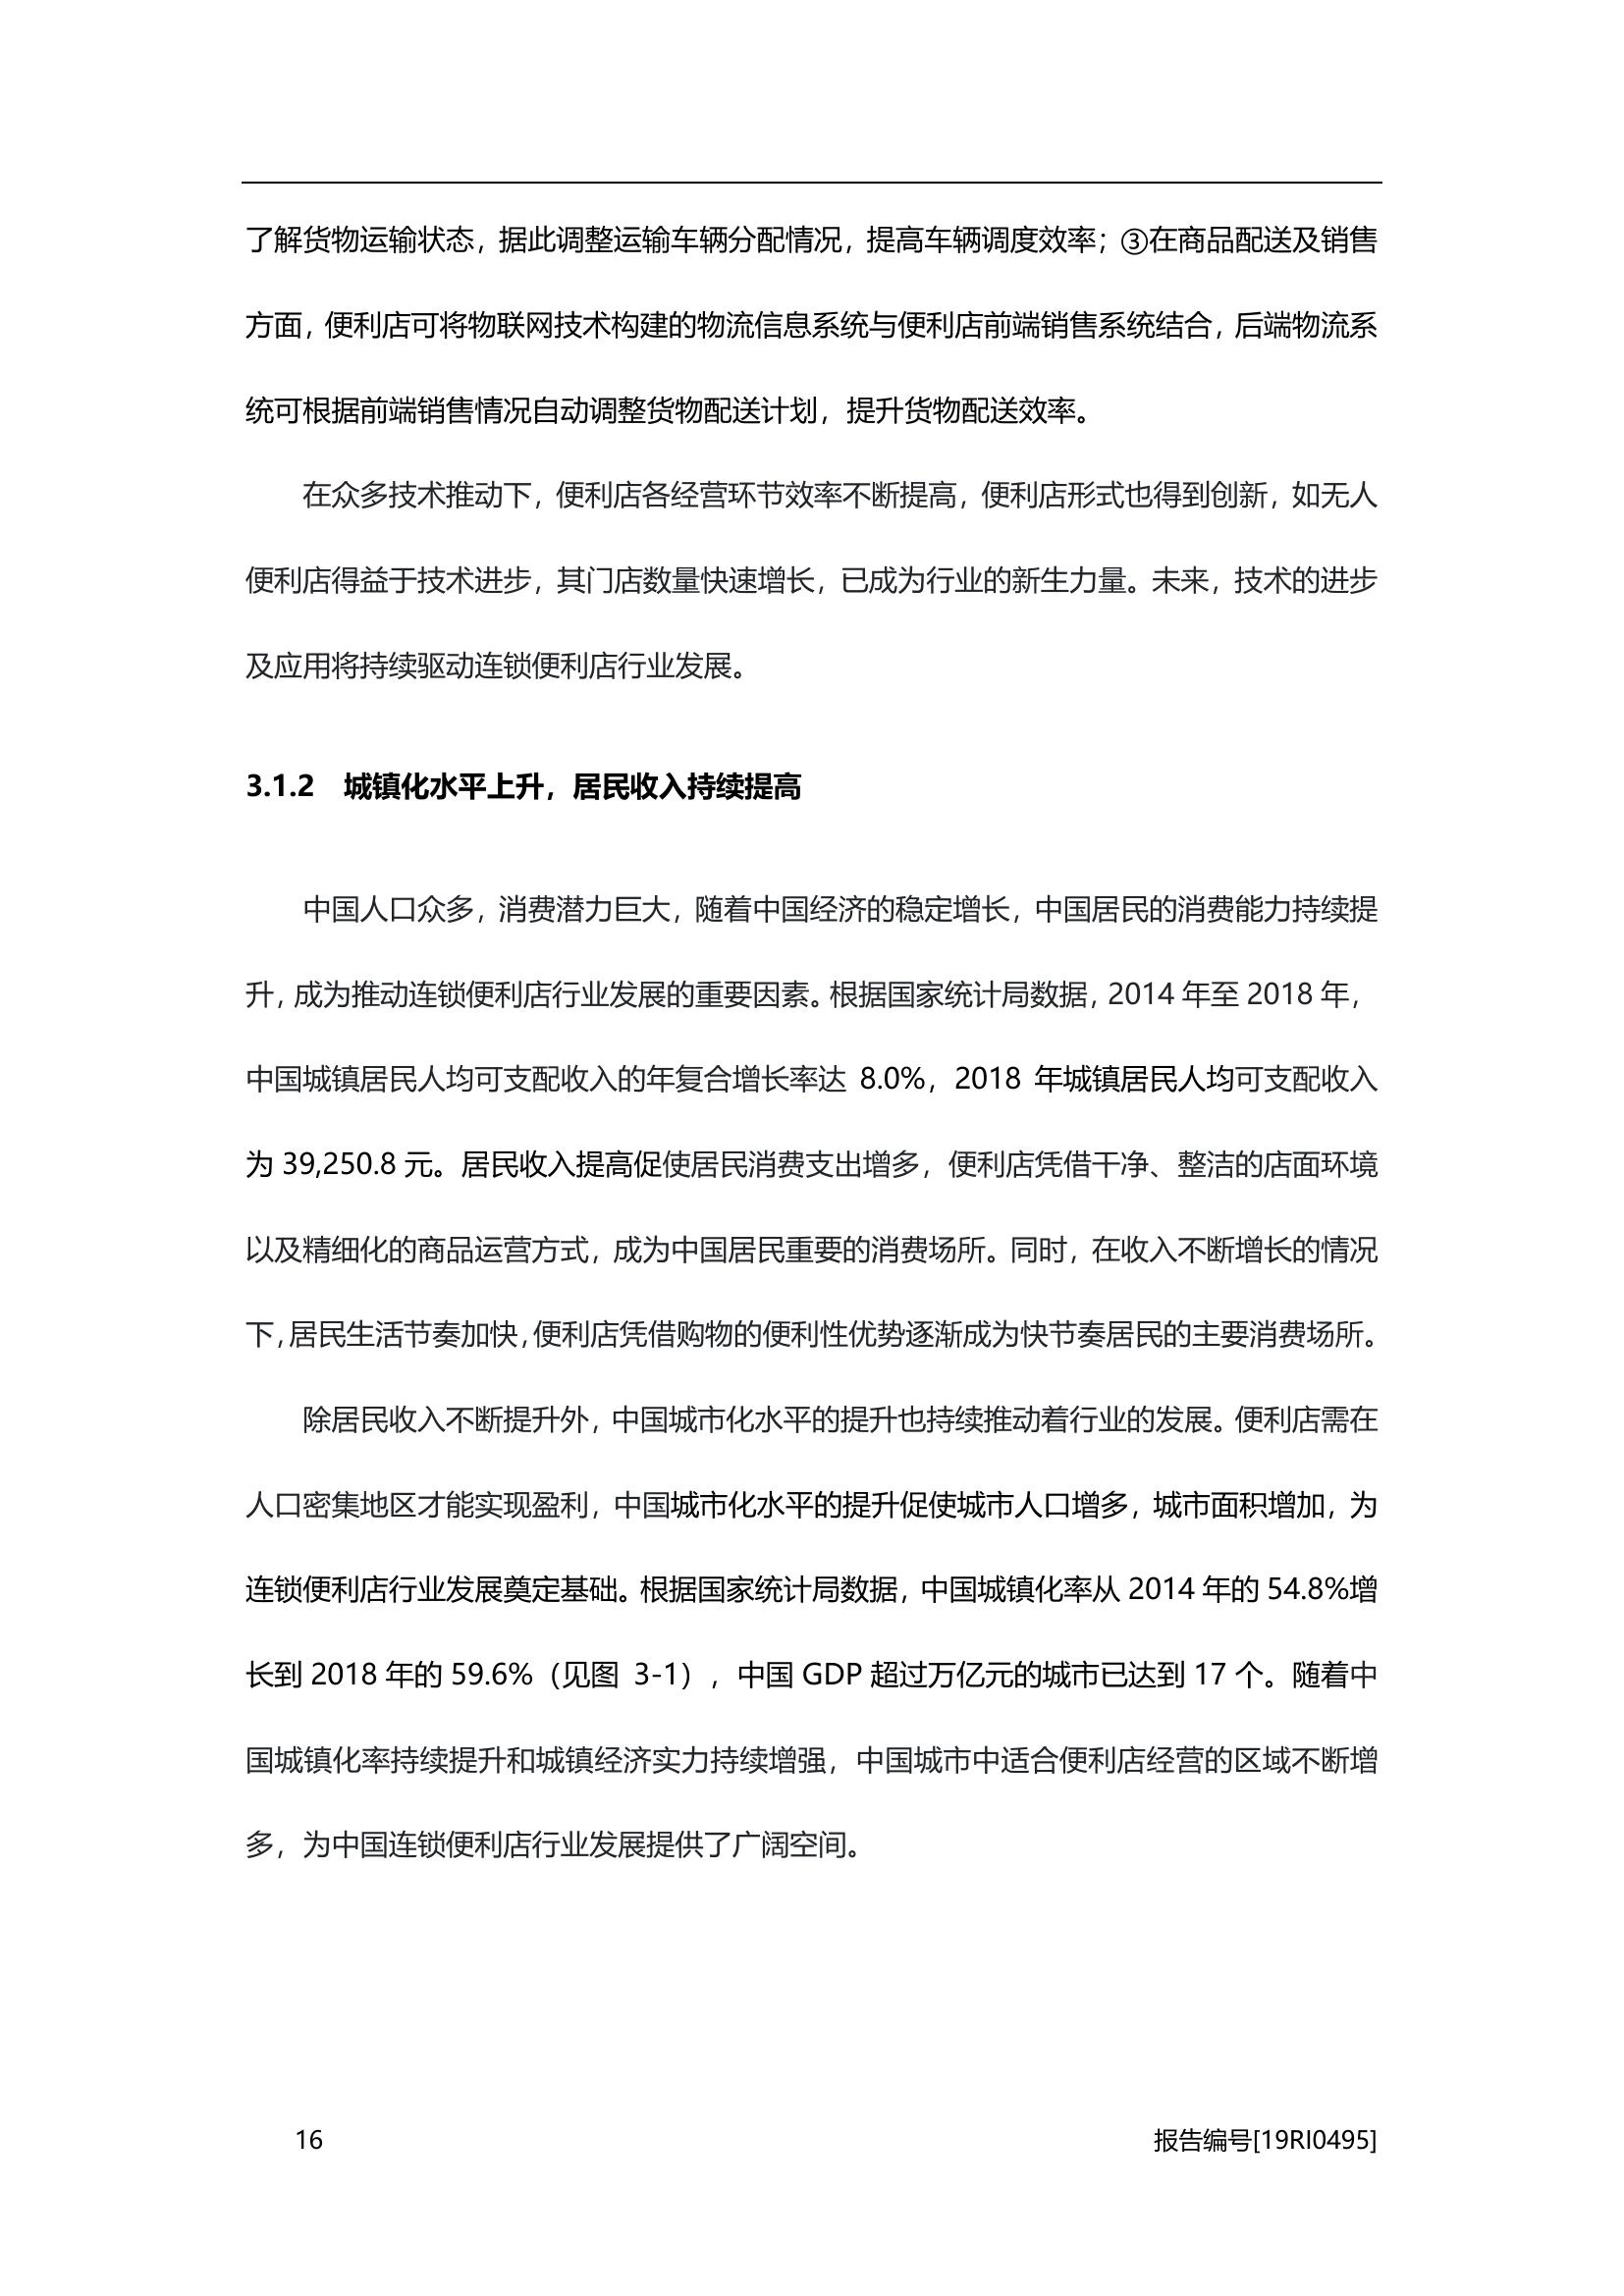 了解货物运输状态，据此调整运输车辆分配情况，提高车辆调度效率；③在商品配送及销售
方面，便利店可将物联网技术构建的物流信息系统与便利店前端销售系统结合，后端物流系
统可根据前端销售情况自动调整货物配送计划，提升货物配送效率。
在众多技术推动下，便利店各经营环节效率不断提高，便利店形式也得到创新，如无人
便利店得益于技术进步，其门店数量快速增长，已成为行业的新生力量。未来，技术的进步
及应用将持续驱动连锁便利店行业发展。
3.1.2 城镇化水平上升，居民收入持续提高
中国人口众多，消费潜力巨大，随着中国经济的稳定增长，中国居民的消费能力持续提
升，成为推动连锁便利店行业发展的重要因素。根据国家统计局数据，2014 年至 2018 年，
中国城镇居民人均可支配收入的年复合增长率达 8.0%，2018 年城镇居民人均可支配收入
为 39,250.8 元。居民收入提高促使居民消费支出增多，便利店凭借干净、整洁的店面环境
以及精细化的商品运营方式，成为中国居民重要的消费场所。同时，在收入不断增长的情况
下，居民生活节奏加快，便利店凭借购物的便利性优势逐渐成为快节奏居民的主要消费场所。
除居民收入不断提升外，中国城市化水平的提升也持续推动着行业的发展。便利店需在
人口密集地区才能实现盈利，中国城市化水平的提升促使城市人口增多，城市面积增加，为
连锁便利店行业发展奠定基础。根据国家统计局数据，中国城镇化率从 2014 年的 54.8%增
长到 2018 年的 59.6%（见图 3-1），中国 GDP 超过万亿元的城市已达到 17 个。随着中
国城镇化率持续提升和城镇经济实力持续增强，中国城市中适合便利店经营的区域不断增
多，为中国连锁便利店行业发展提供了广阔空间。
16 报告编号[19RI0495]